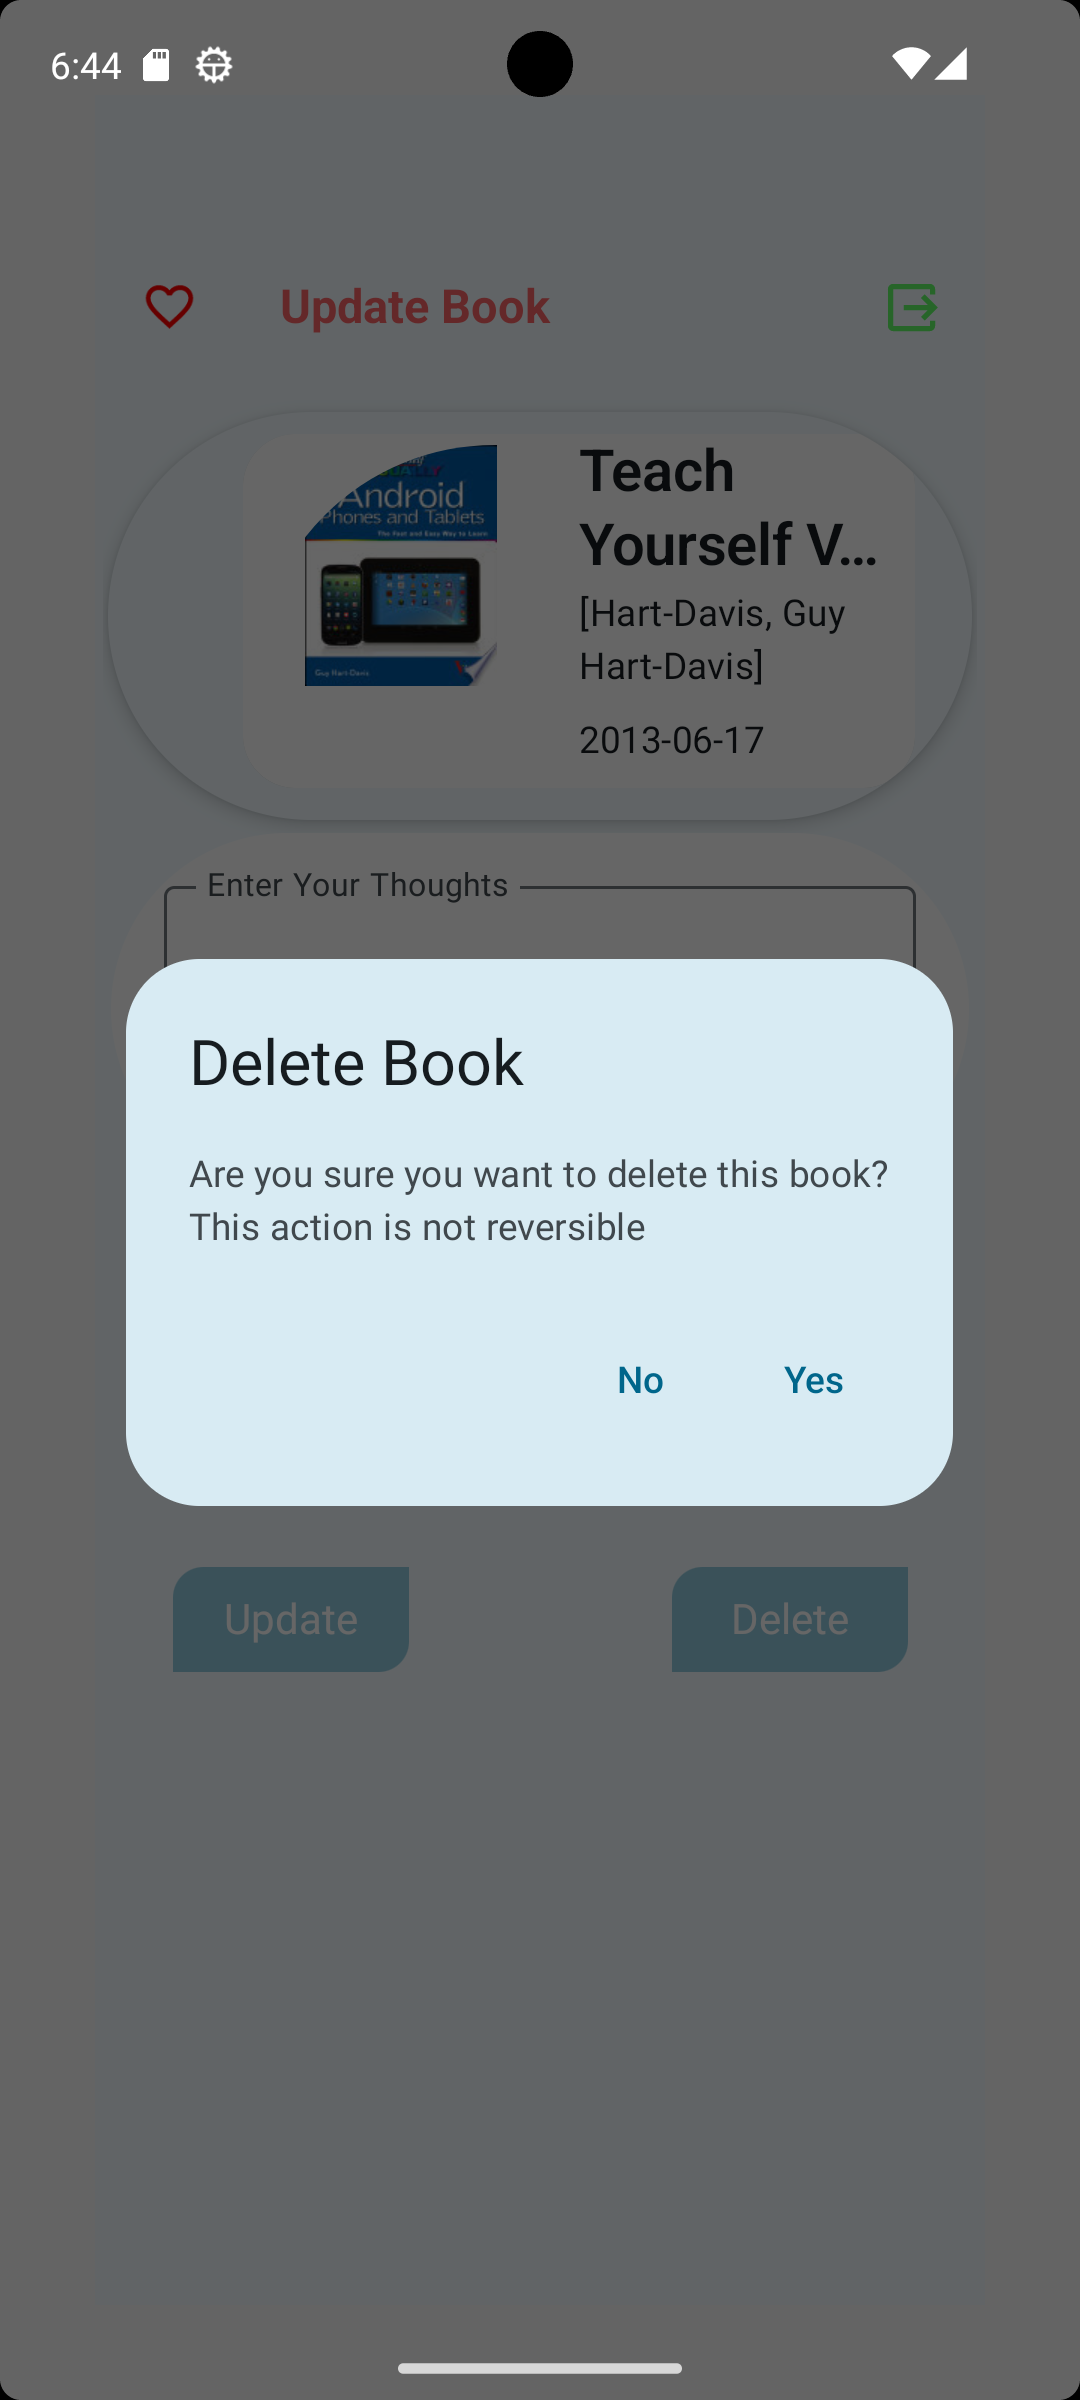 6:44
Update Book
Android
Phones and Tablets
The Fast and Easy Way to Learn
Guy Hart-Davis
Teach
Yourself V...
[Hart-Davis, Guy
Hart-Davis]
2013-06-17
Enter Your Thoughts
Delete Book
Are you sure you want to delete this book?
This action is not reversible
No
Yes
Update
Delete